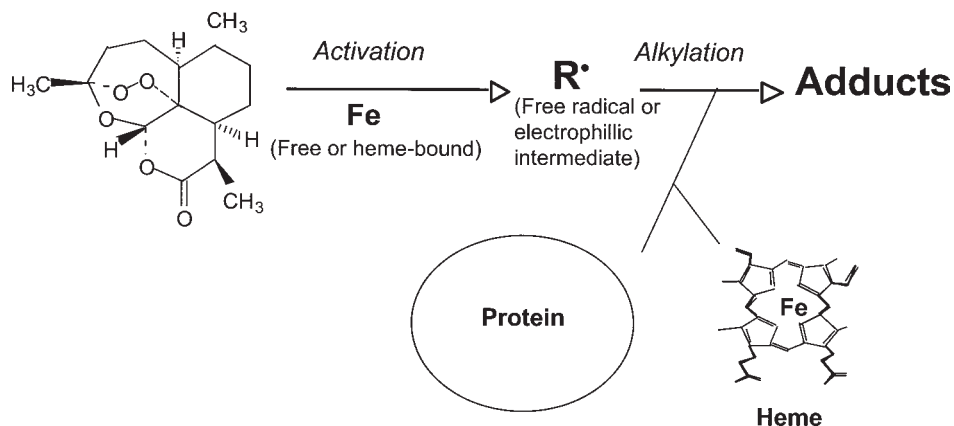 CH3
H
H3C
O
O
O
H
H
O
O
CH3
Activation
Fe
(Free or heme-bound)
R•
(Free radical or
electrophillic
intermediate)
Alkylation
Adducts
Protein
Fe
Heme